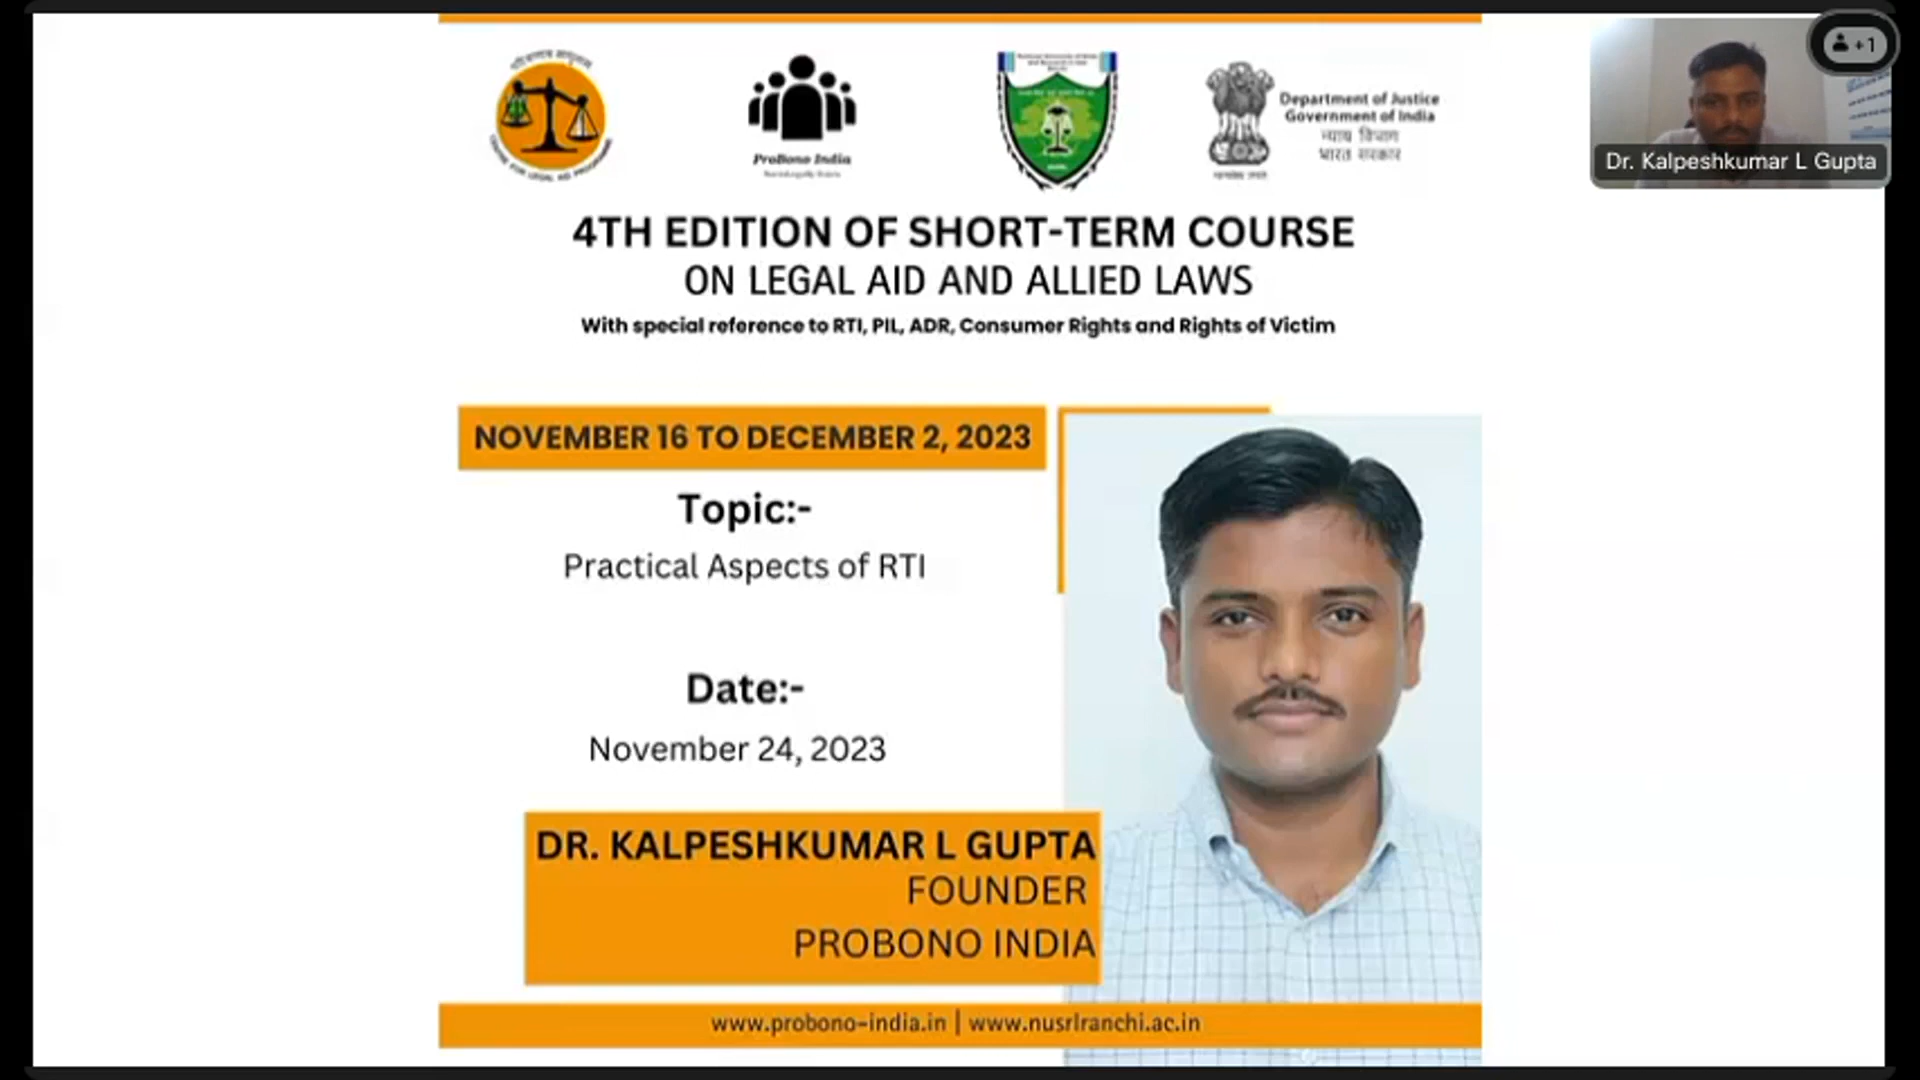 +1
Dr. Kalpeshkumar L Gupta
ProBono India
Department of Justice
Government of India
न्याय विभाग
भारत सरकार
4TH EDITION OF SHORT-TERM COURSE
ON LEGAL AID AND ALLIED LAWS
With special reference to RTI, PIL, ADR, Consumer Rights and Rights of Victim
NOVEMBER 16 TO DECEMBER 2, 2023
Topic:-
Practical Aspects of RTI
Date:-
November 24, 2023
DR. KALPESHKUMAR L GUPTA
FOUNDER
PROBONO INDIA
www.probono-india.in | www.nusrlranchi.ac.in